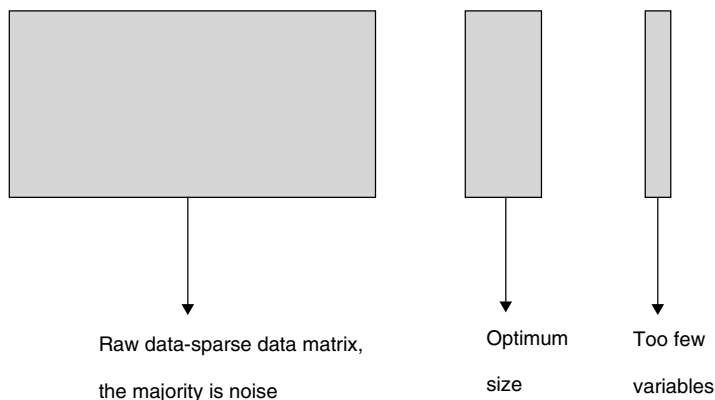 Raw data-sparse data matrix,
the majority is noise
Optimum
size
Too few
variables